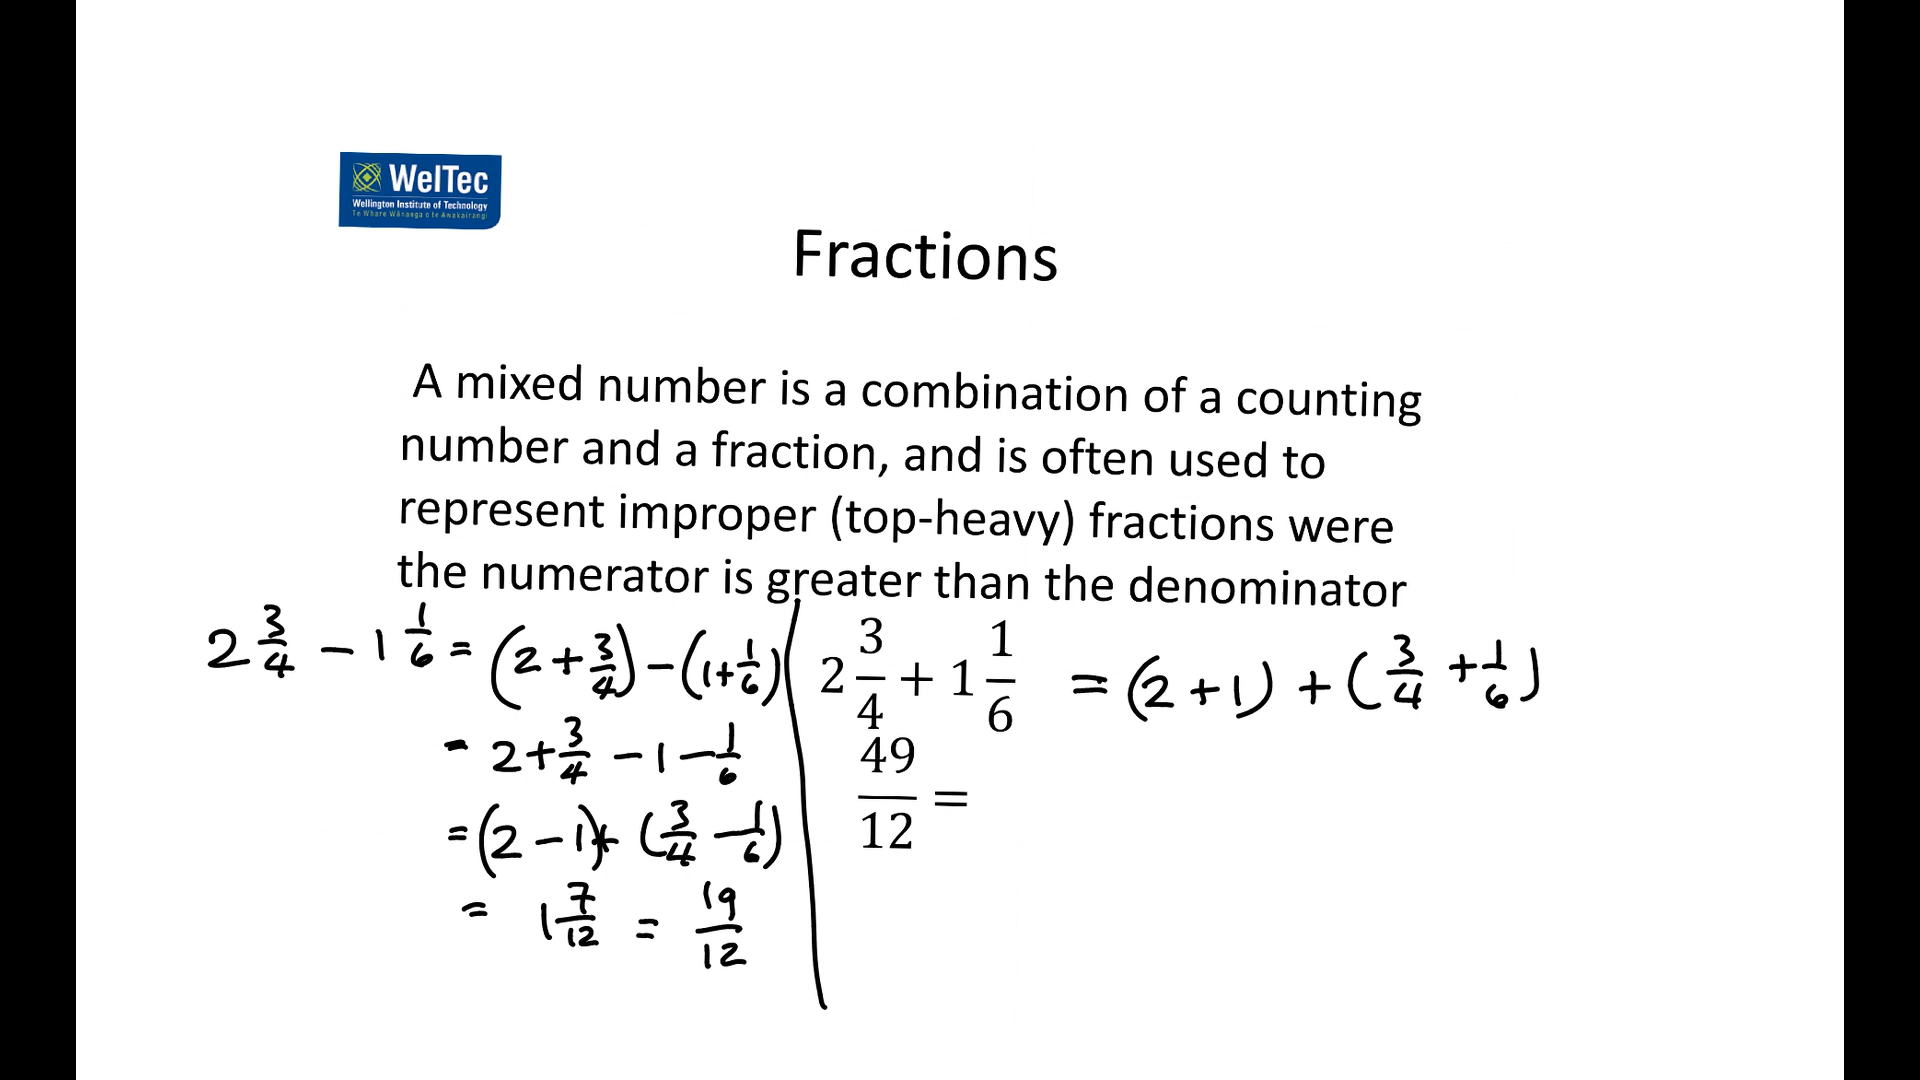 WelTec
Wellington Institute of Technology
Te Whare Wānanga o te Awakairangi
Fractions
A mixed number is a combination of a counting
number and a fraction, and is often used to
represent improper (top-heavy) fractions were
the numerator is greater than the denominator
2 3/4 - 1 1/6 = (2 + 3/4) - (1 + 1/6)
= 2 + 3/4 - 1 - 1/6
= (2 - 1) + (3/4 - 1/6)
= 1 7/12 = 19/12
2 3/4 + 1 1/6 = (2 + 1) + (3/4 + 1/6)
49/12 =